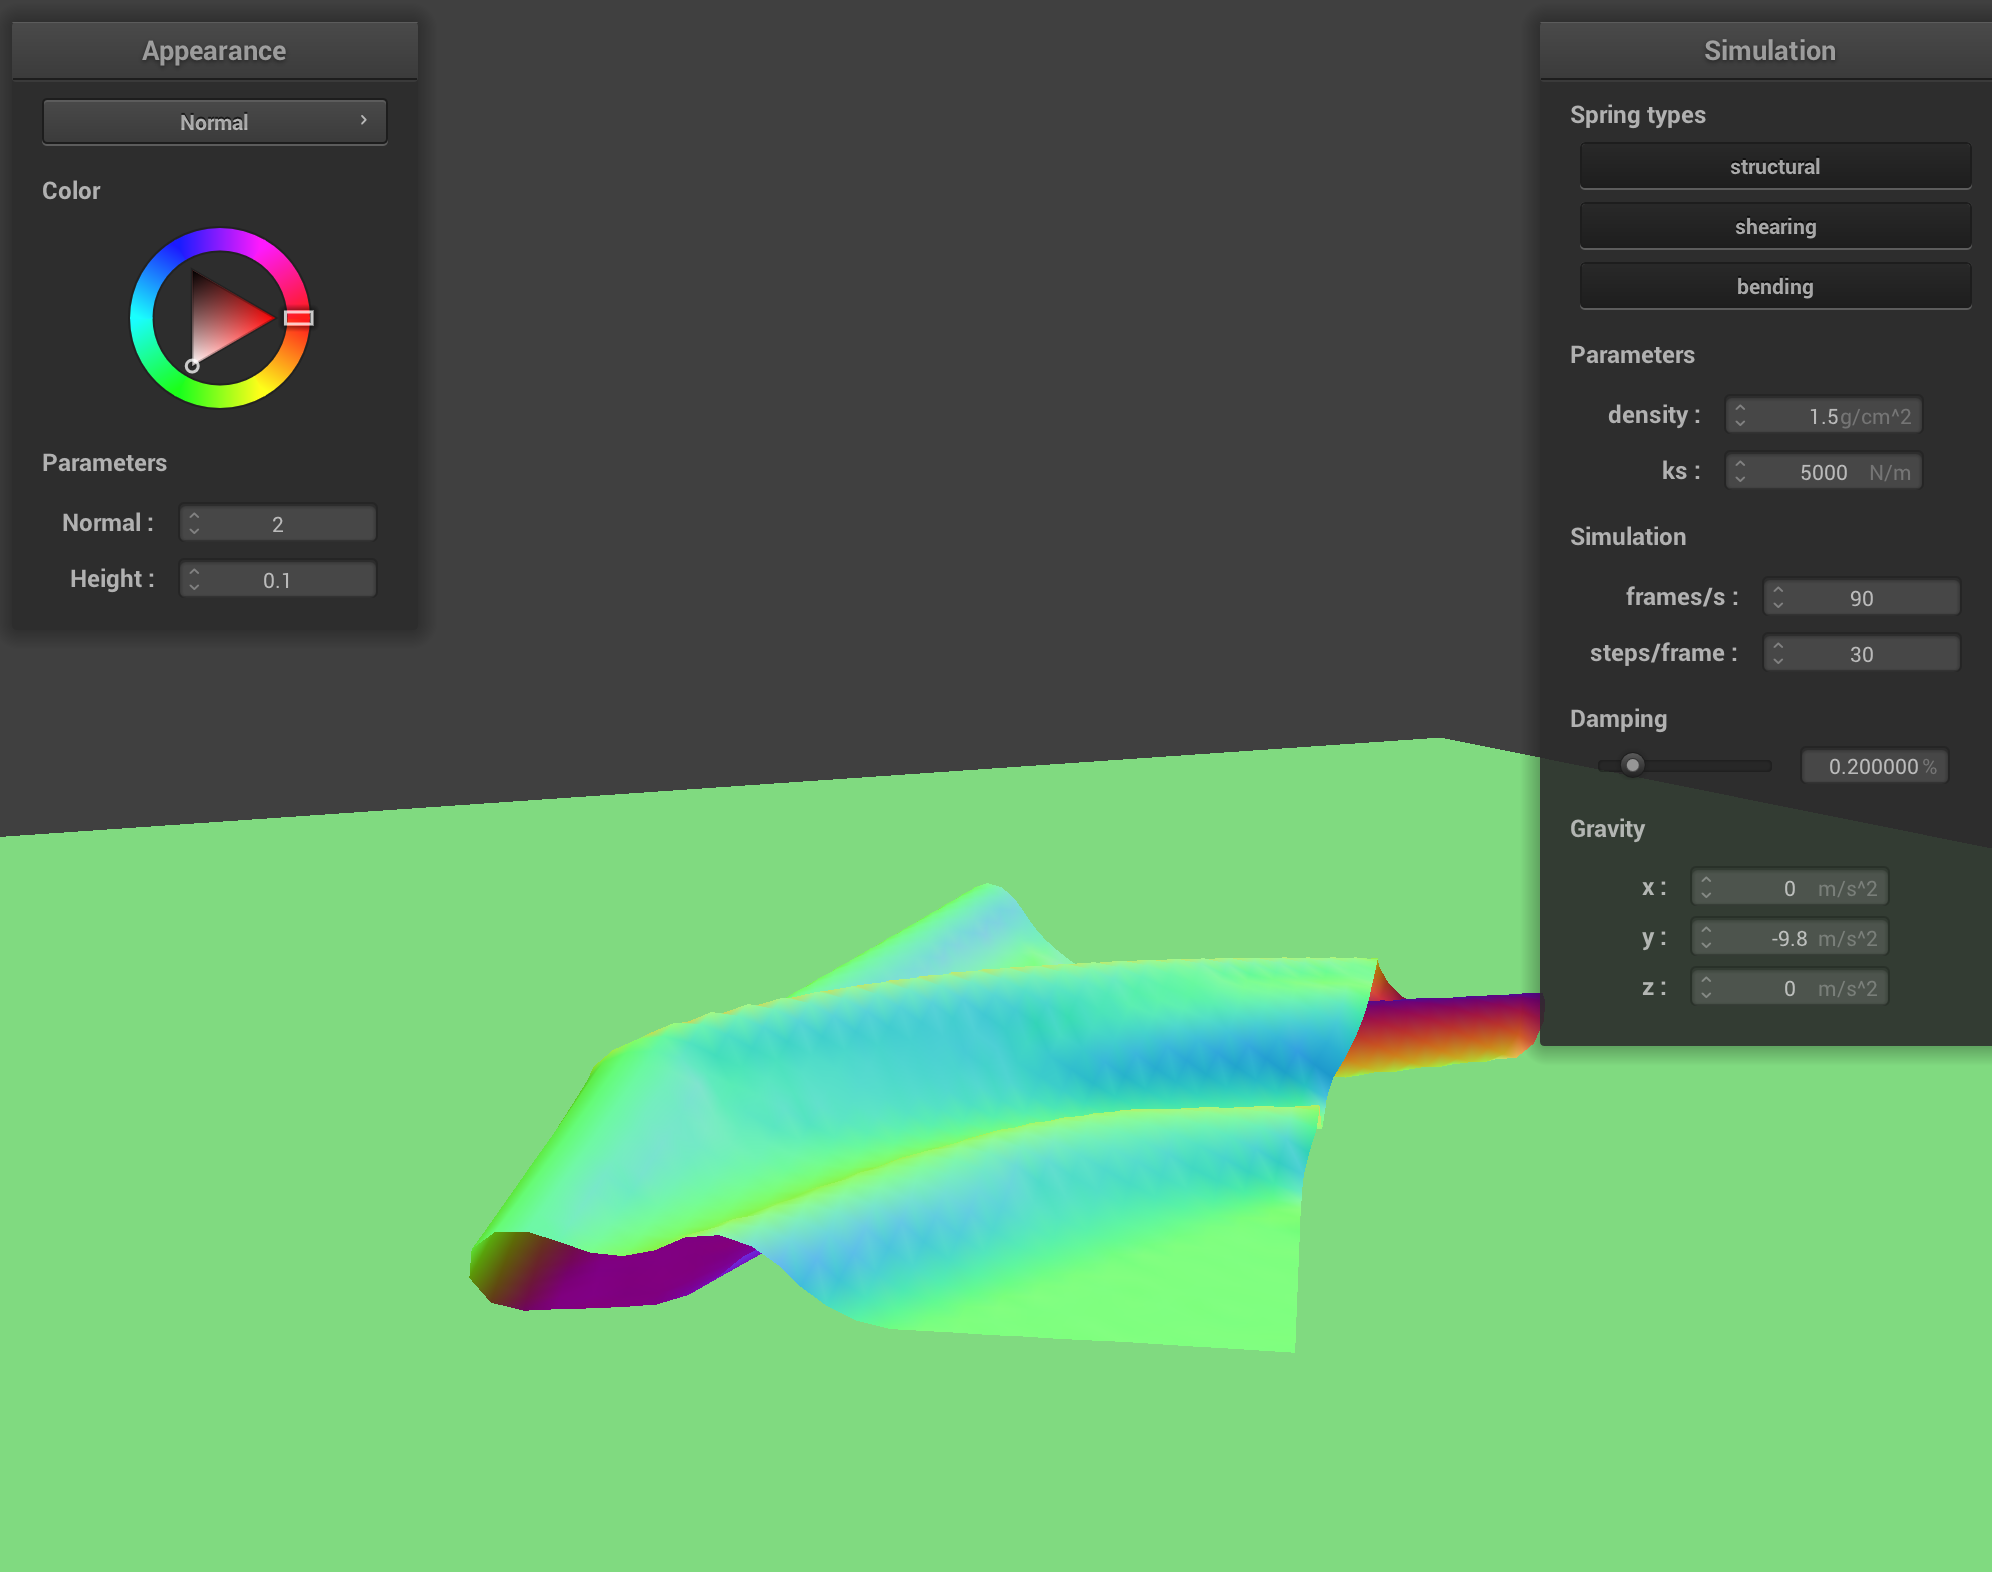 Appearance
Normal
Color
Parameters
Normal : 2
Height : 0.1
Simulation
Spring types
structural
shearing
bending
Parameters
density : 1.5g/cm^2
ks : 5000 N/m
Simulation
frames/s : 90
steps/frame : 30
Damping
0.200000%
Gravity
x : 0 m/s^2
y : -9.8 m/s^2
z : 0 m/s^2